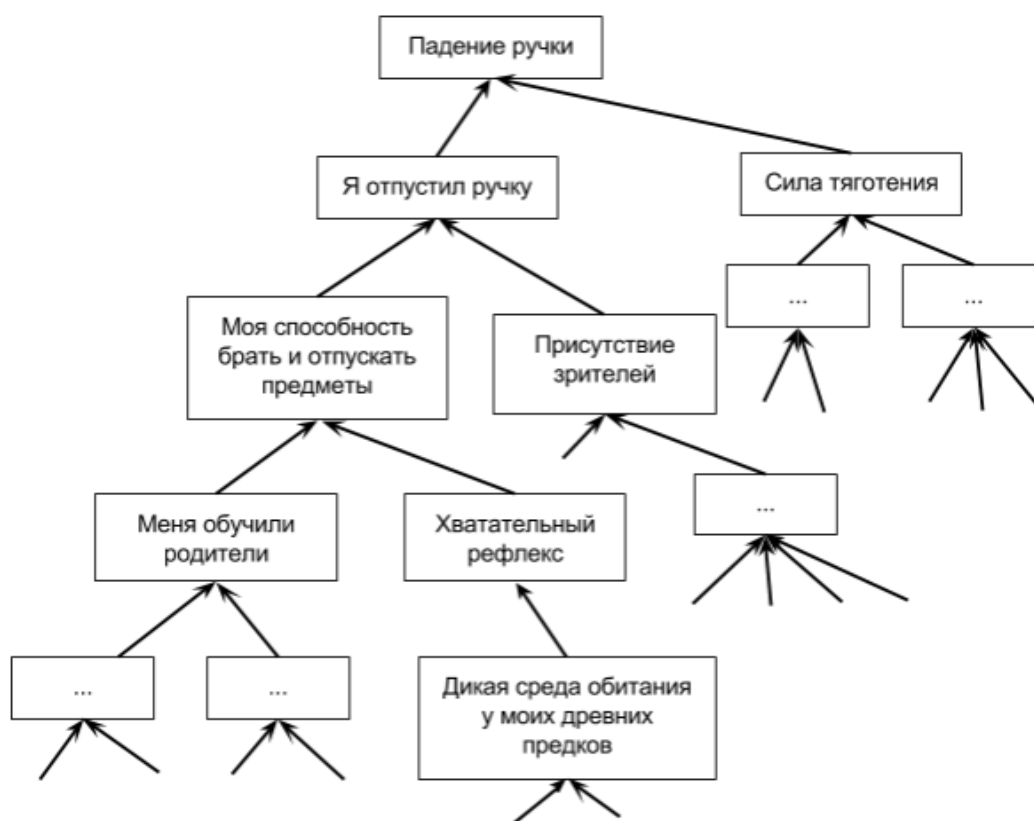 Падение ручки
Я отпустил ручку
Сила тяготения
...
...
Моя способность
брать и отпускать
предметы
Присутствие
зрителей
...
Меня обучили
родители
Хватательный
рефлекс
...
...
Дикая среда обитания
у моих древних
предков